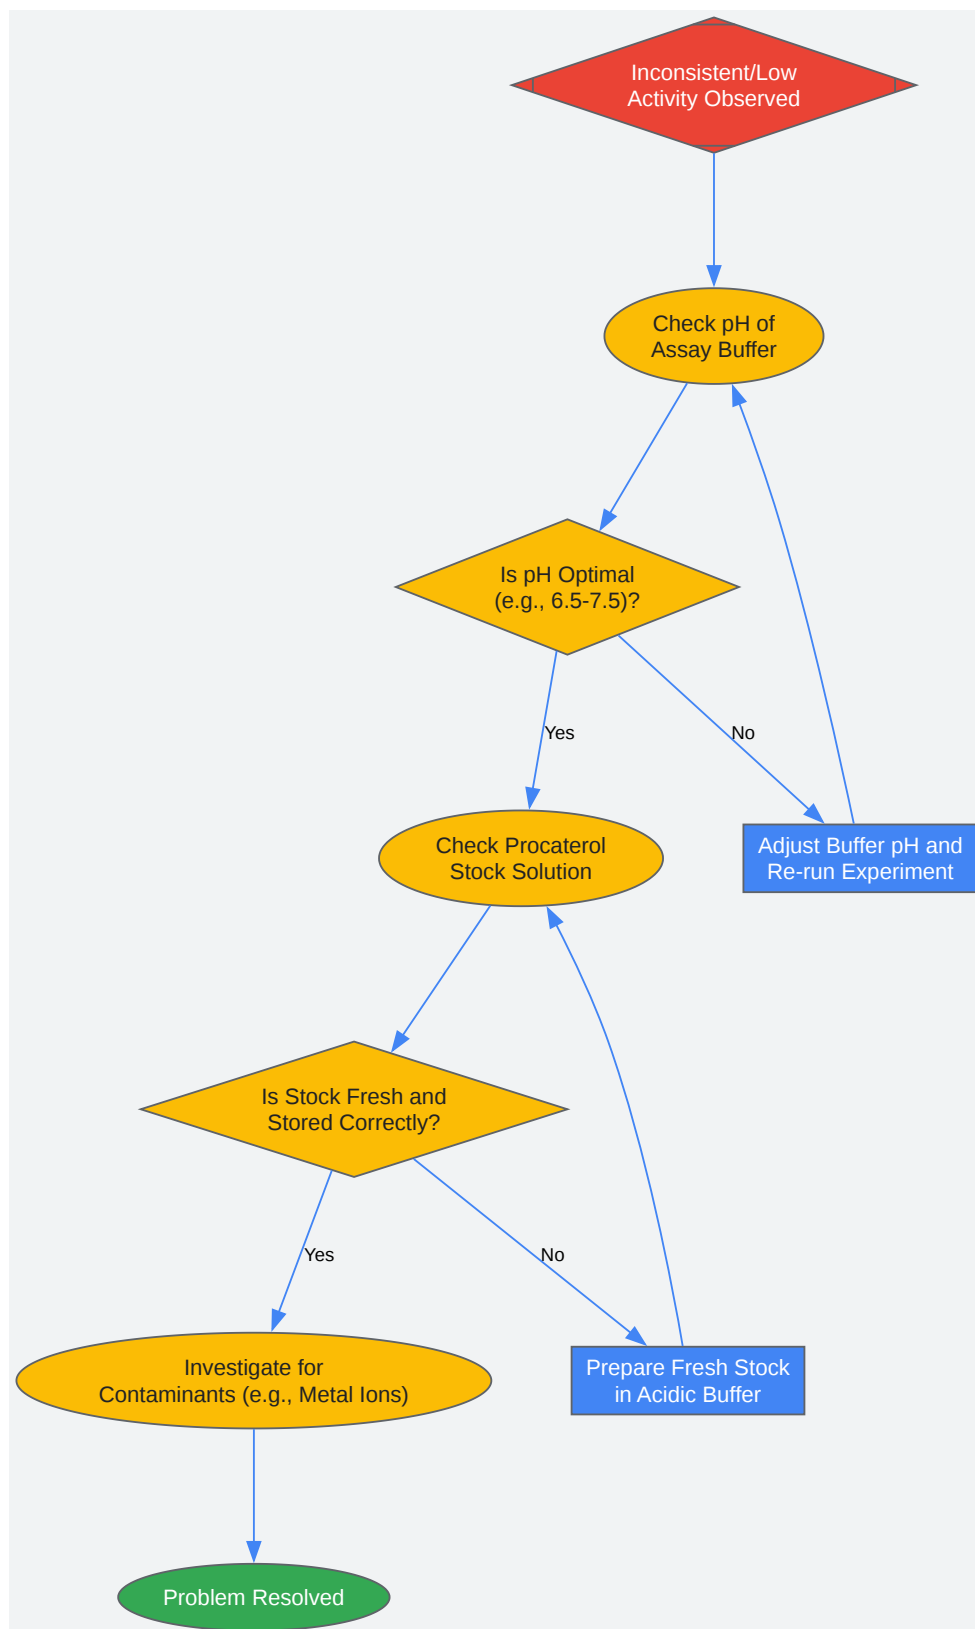 Inconsistent/Low
Activity Observed
Check pH of
Assay Buffer
Is pH Optimal
(e.g., 6.5-7.5)?
Yes
No
Check Procaterol
Stock Solution
Adjust Buffer pH and
Re-run Experiment
Is Stock Fresh and
Stored Correctly?
Yes
No
Investigate for
Contaminants (e.g., Metal Ions)
Prepare Fresh Stock
in Acidic Buffer
Problem Resolved